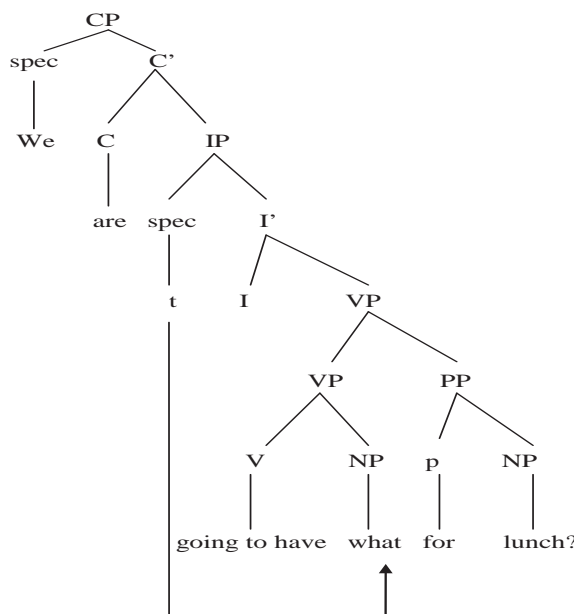 CP
spec C'
We C IP
are spec I'
t I VP
VP PP
V NP p NP
going to have what for lunch?